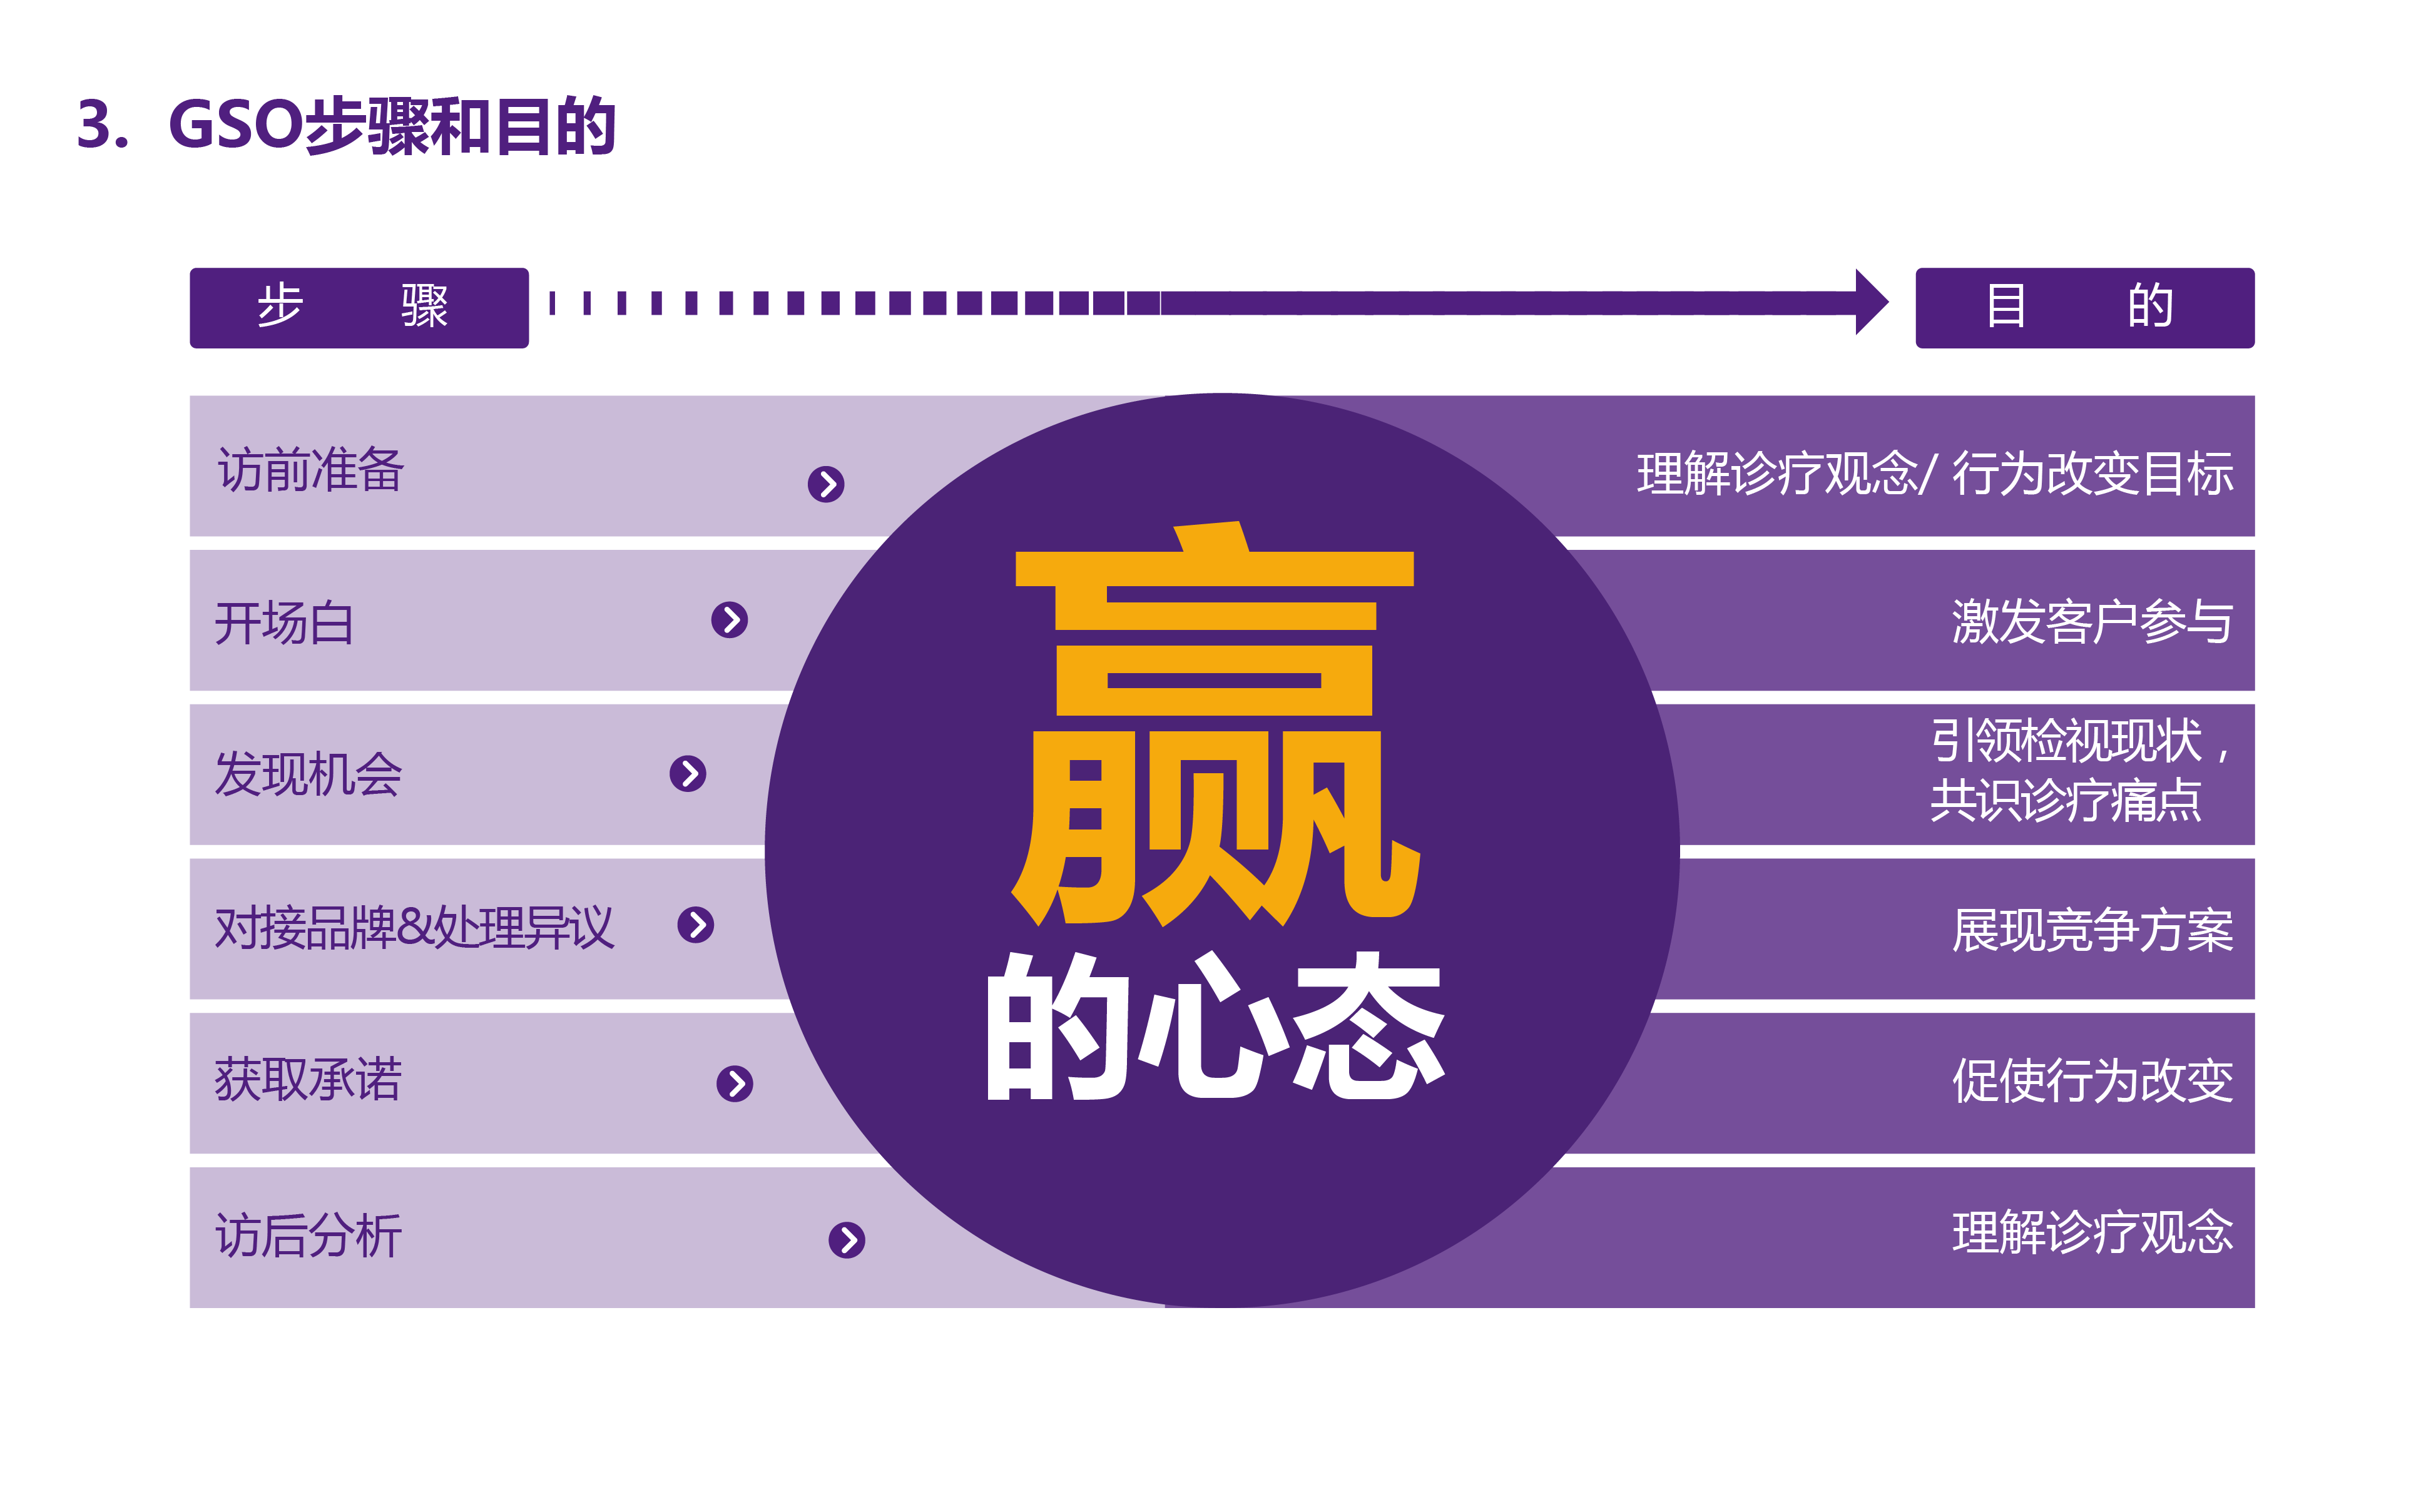 3. GSO步骤和目的
步 骤
目 的
访前准备
理解诊疗观念/ 行为改变目标
开场白
激发客户参与
发现机会
引领检视现状，
共识诊疗痛点
对接品牌&处理异议
展现竞争方案
获取承诺
促使行为改变
访后分析
理解诊疗观念
赢
的心态